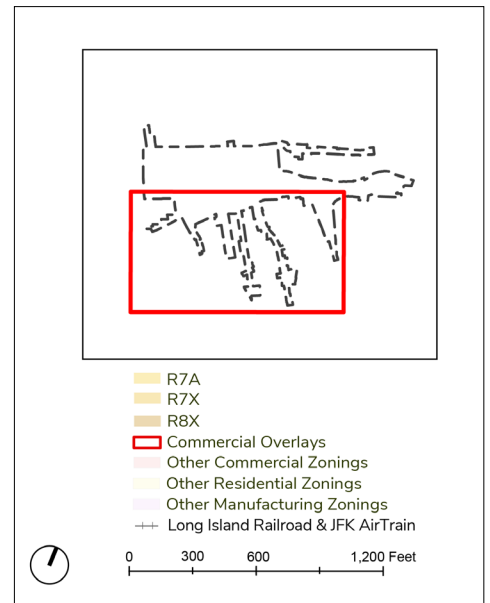 R7A
R7X
R8X
Commercial Overlays
Other Commercial Zonings
Other Residential Zonings
Other Manufacturing Zonings
Long Island Railroad & JFK AirTrain
0 300 600 1,200 Feet